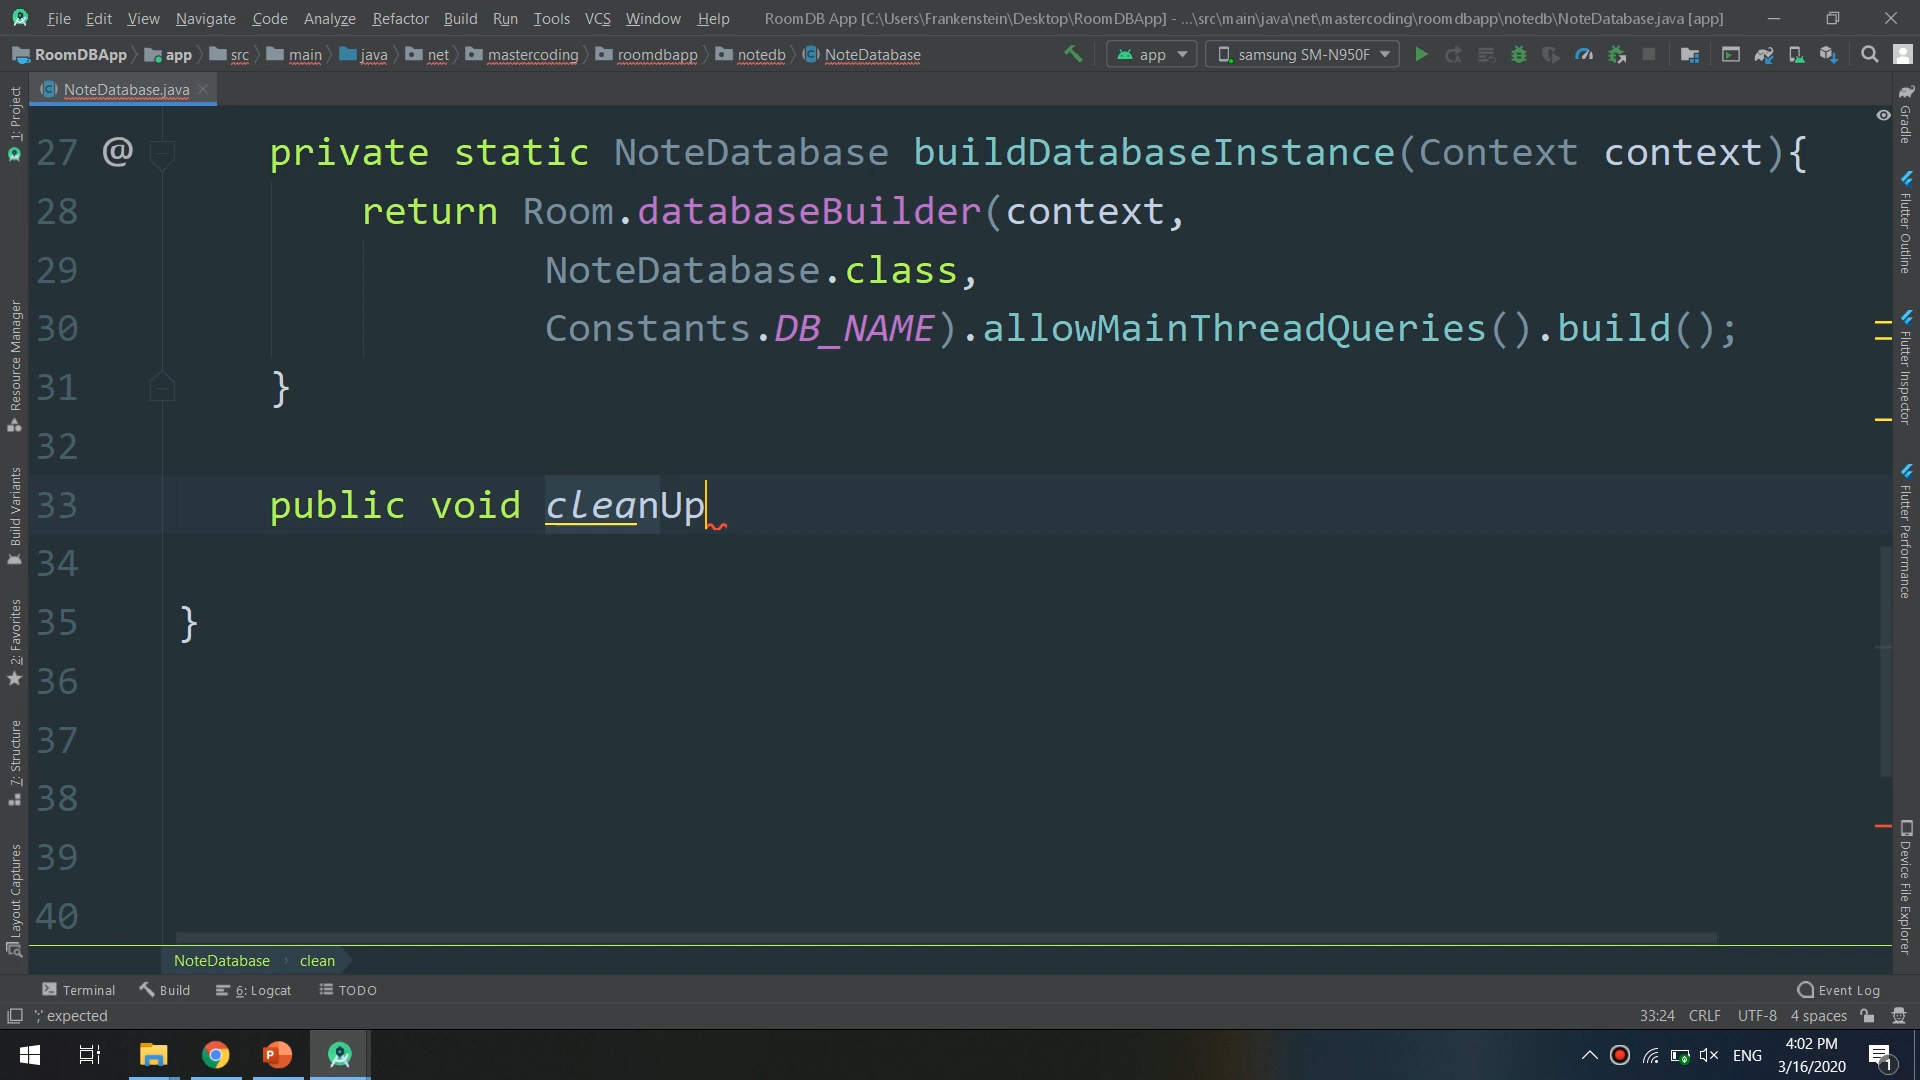 File Edit View Navigate Code Analyze Refactor Build Run Tools VCS Window Help RoomDB App [C:\Users\Frankenstein\Desktop\RoomDBApp] - ...\src\main\java\net\mastercoding\roomdbapp\notedb\NoteDatabase.java [app]
RoomDBApp app src main java net mastercoding roomdbapp notedb NoteDatabase app samsung SM-N950F
NoteDatabase.java
27 @ private static NoteDatabase buildDatabaseInstance(Context context){
28 return Room.databaseBuilder(context,
29 NoteDatabase.class,
30 Constants.DB_NAME).allowMainThreadQueries().build();
31 }
32
33 public void cleanUp
34
35 }
36
37
38
39
40
1: Project
Resource Manager
Build Variants
2: Favorites
7: Structure
Layout Captures
Gradle
Flutter Outline
Flutter Inspector
Flutter Performance
Device File Explorer
NoteDatabase clean
Terminal Build 6: Logcat TODO Event Log
';' expected 33:24 CRLF UTF-8 4 spaces
ENG 4:02 PM
3/16/2020 1